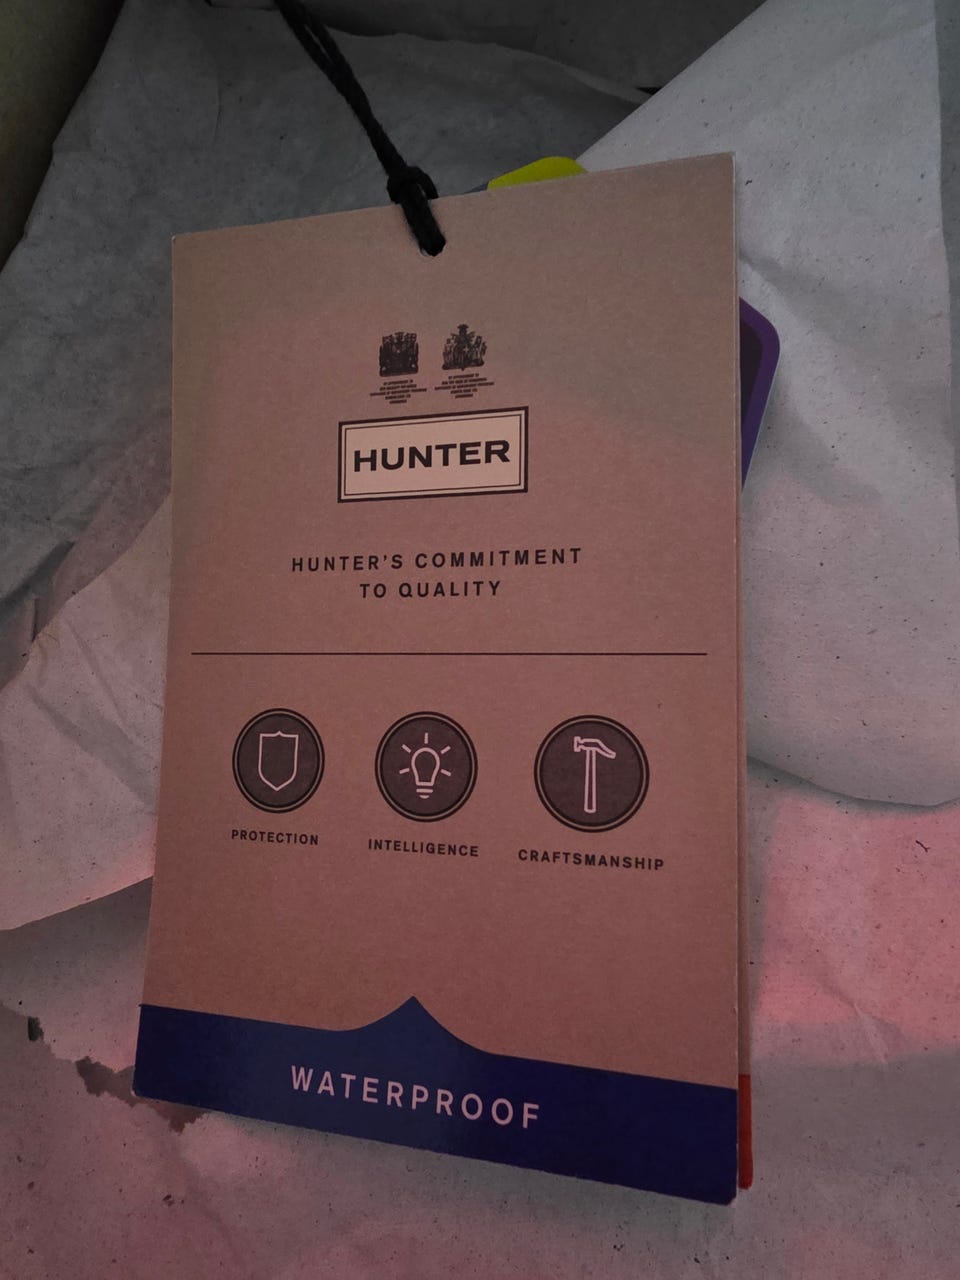 HUNTER
HUNTER'S COMMITMENT
TO QUALITY
PROTECTION
INTELLIGENCE
CRAFTSMANSHIP
WATERPROOF